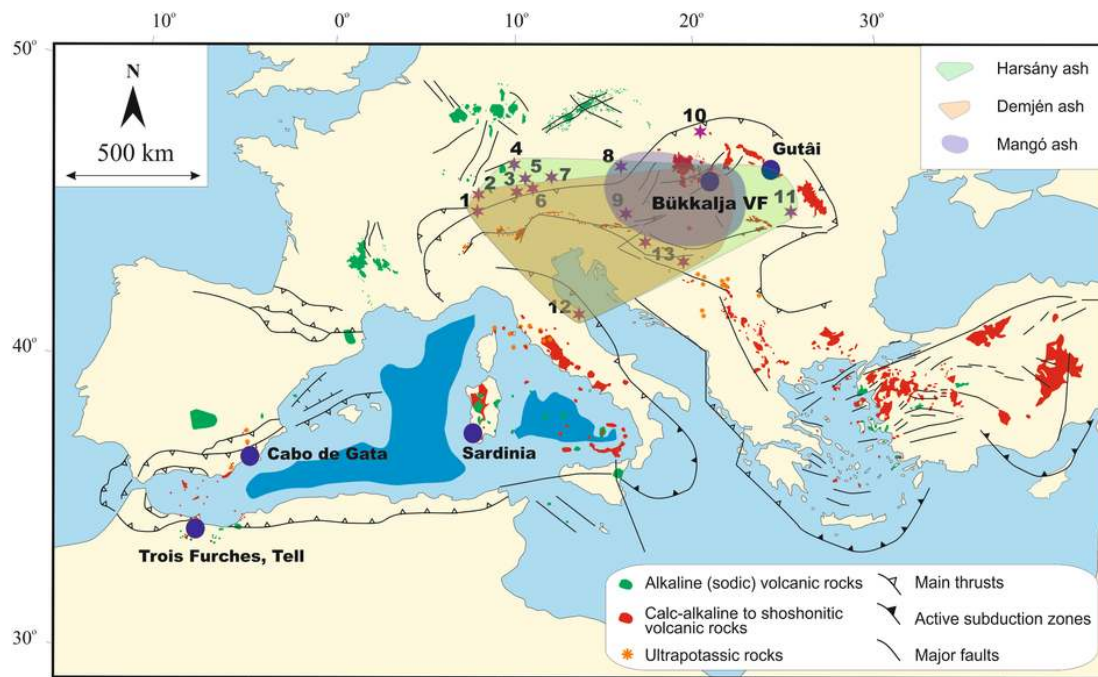 10° 0° 10° 20° 30°
50°
40°
30°
N
500 km
Harsány ash
Demjén ash
Mangó ash
10
4
5
8
Gutâi
2
3
7
1
6
9
Bükkalja VF
11
13
12
Cabo de Gata
Sardinia
Trois Furches, Tell
Alkaline (sodic) volcanic rocks
Calc-alkaline to shoshonitic
volcanic rocks
Ultrapotassic rocks
Main thrusts
Active subduction zones
Major faults